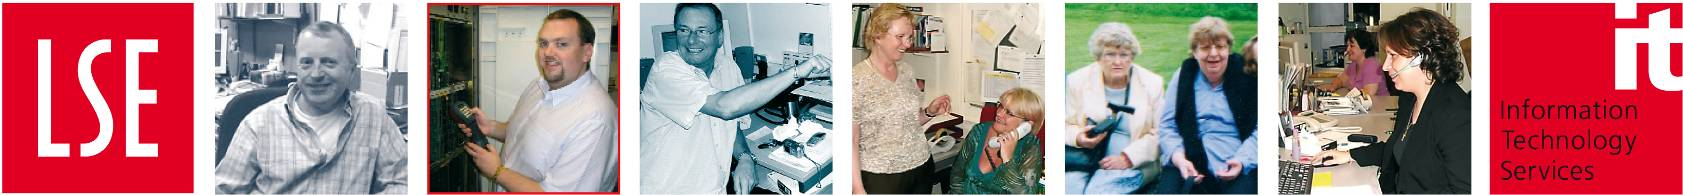 LSE
it
Information
Technology
Services